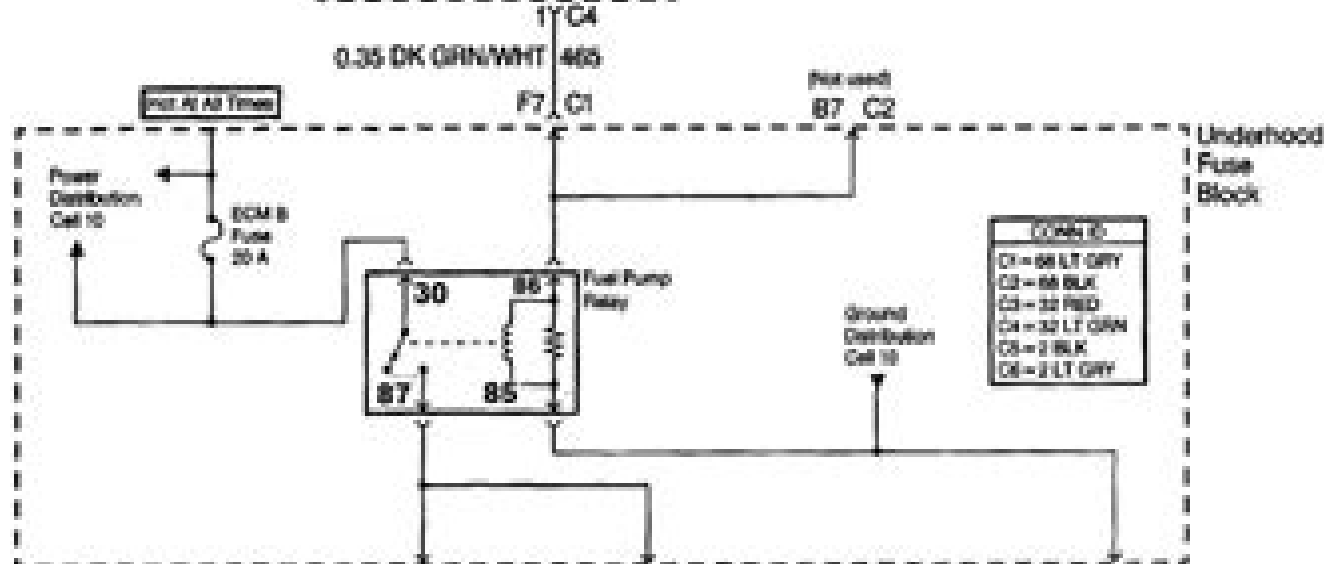 1 C4
0.35 DK GRN/WHT 465
F7 C1
(Not used)
B7 C2
Hot At All Times
Underhood
Fuse
Block
Power
Distribution
Cell 10
ECM B
Fuse
20 A
30
86
Fuel Pump
Relay
87
85
Ground
Distribution
Cell 10
CONN ID
C1 = 68 LT GRY
C2 = 68 BLK
C3 = 32 RED
C4 = 32 LT GRN
C5 = 2 BLK
C6 = 2 LT GRY